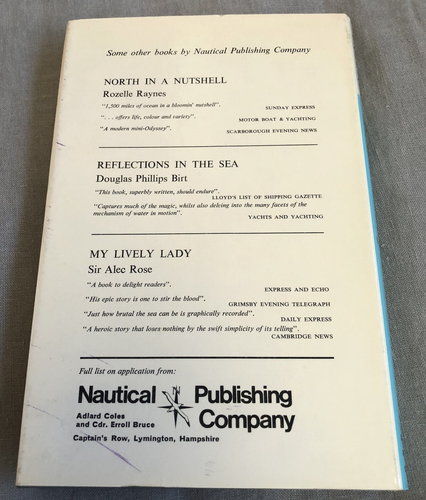 Some other books by Nautical Publishing Company
NORTH IN A NUTSHELL
Rozelle Raynes
"1,500 miles of ocean in a bloomin' nutshell".
SUNDAY EXPRESS
". . . offers life, colour and variety".
MOTOR BOAT & YACHTING
"A modern mini-Odyssey".
SCARBOROUGH EVENING NEWS
REFLECTIONS IN THE SEA
Douglas Phillips Birt
"This book, superbly written, should endure".
LLOYD'S LIST OF SHIPPING GAZETTE
"Captures much of the magic, whilst also delving into the many facets of the
mechanism of water in motion".
YACHTS AND YACHTING
MY LIVELY LADY
Sir Alec Rose
"A book to delight readers".
EXPRESS AND ECHO
"His epic story is one to stir the blood".
GRIMSBY EVENING TELEGRAPH
"Just how brutal the sea can be is graphically recorded".
DAILY EXPRESS
"A heroic story that loses nothing by the swift simplicity of its telling".
CAMBRIDGE NEWS
Full list on application from:
Nautical Publishing
Company
Adlard Coles
and Cdr. Erroll Bruce
Captain's Row, Lymington, Hampshire